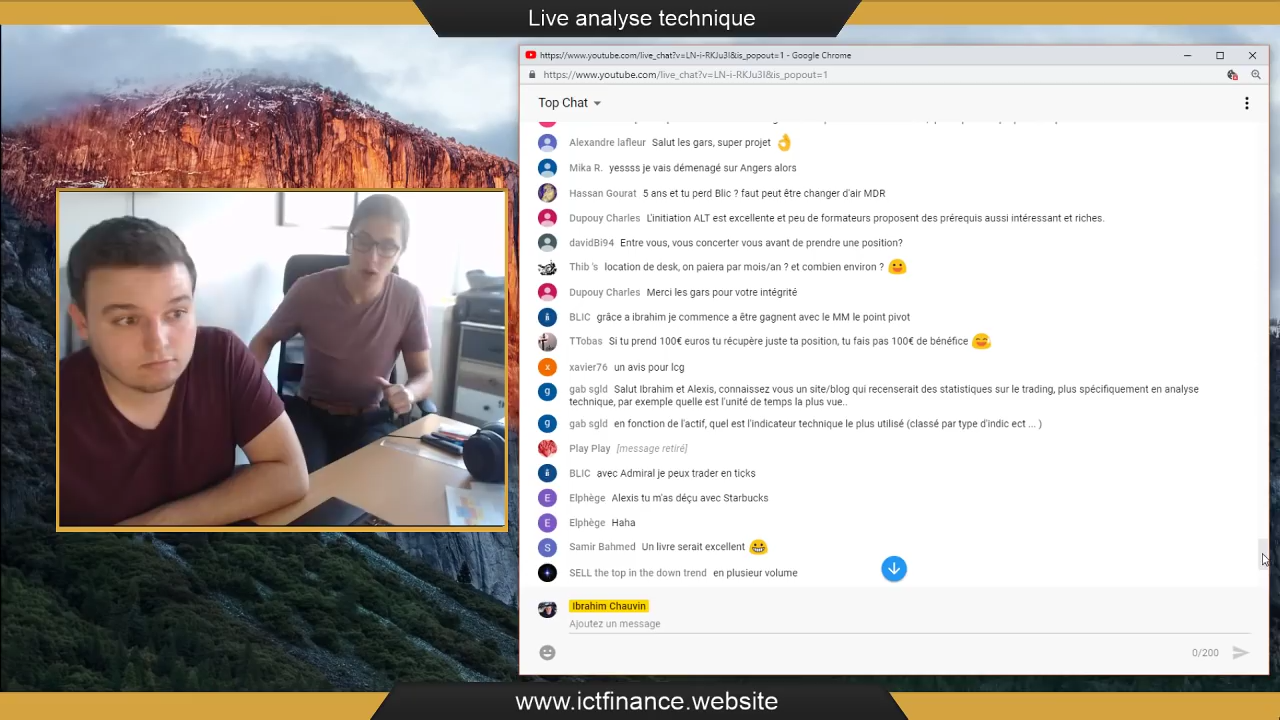 Live analyse technique
https://www.youtube.com/live_chat?v=LN-i-RKJu3I&is_popout=1 - Google Chrome
https://www.youtube.com/live_chat?v=LN-i-RKJu3I&is_popout=1
Top Chat
Alexandre lafleur Salut les gars, super projet
Mika R. yessss je vais démenagé sur Angers alors
Hassan Gourat 5 ans et tu perd Blic ? faut peut être changer d'air MDR
Dupouy Charles L'initiation ALT est excellente et peu de formateurs proposent des prérequis aussi intéressant et riches.
davidBi94 Entre vous, vous concerter vous avant de prendre une position?
Thib 's location de desk, on paiera par mois/an ? et combien environ ?
Dupouy Charles Merci les gars pour votre intégrité
BLIC grâce a ibrahim je commence a être gagnent avec le MM le point pivot
TTobas Si tu prend 100€ euros tu récupère juste ta position, tu fais pas 100€ de bénéfice
xavier76 un avis pour lcg
gab sgld Salut Ibrahim et Alexis, connaissez vous un site/blog qui recenserait des statistiques sur le trading, plus spécifiquement en analyse
technique, par exemple quelle est l'unité de temps la plus vue..
gab sgld en fonction de l'actif, quel est l'indicateur technique le plus utilisé (classé par type d'indic ect ... )
Play Play [message retiré]
BLIC avec Admiral je peux trader en ticks
Elphège Alexis tu m'as déçu avec Starbucks
Elphège Haha
Samir Bahmed Un livre serait excellent
SELL the top in the down trend en plusieur volume
Ibrahim Chauvin
Ajoutez un message
0/200
www.ictfinance.website